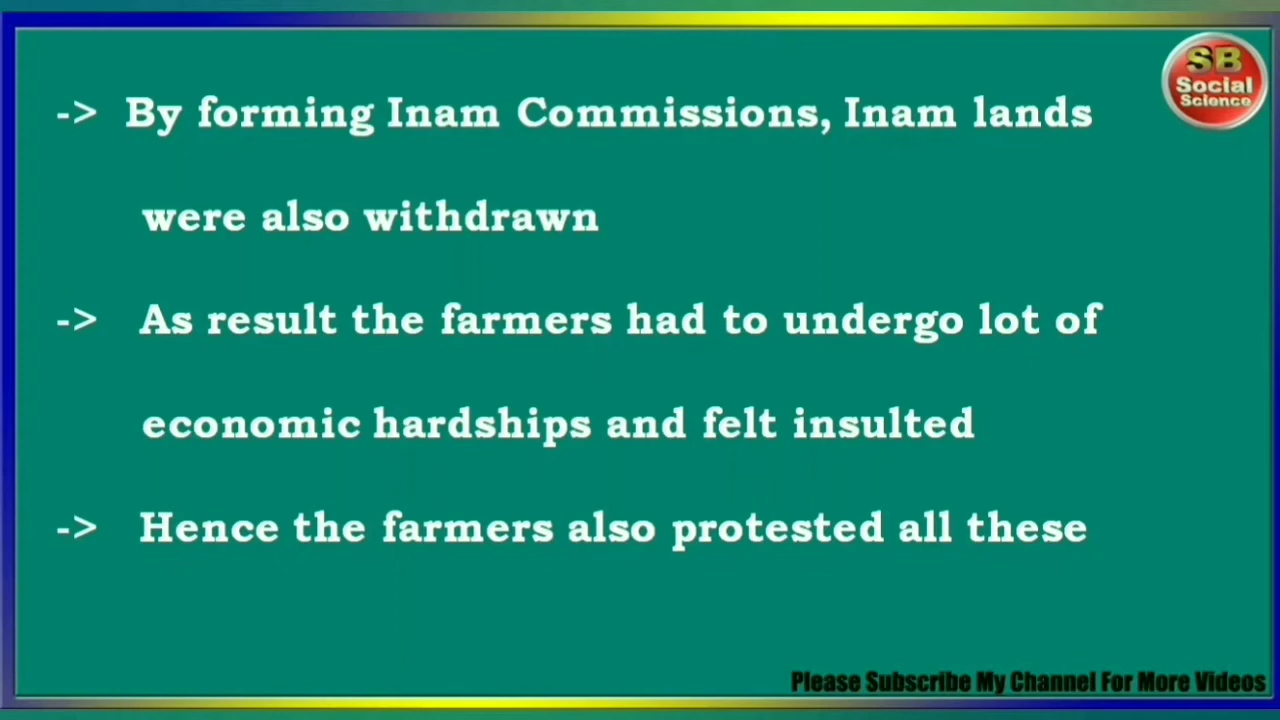 SB
Social
Science
-> By forming Inam Commissions, Inam lands
were also withdrawn
-> As result the farmers had to undergo lot of
economic hardships and felt insulted
-> Hence the farmers also protested all these
Please Subscribe My Channel For More Videos